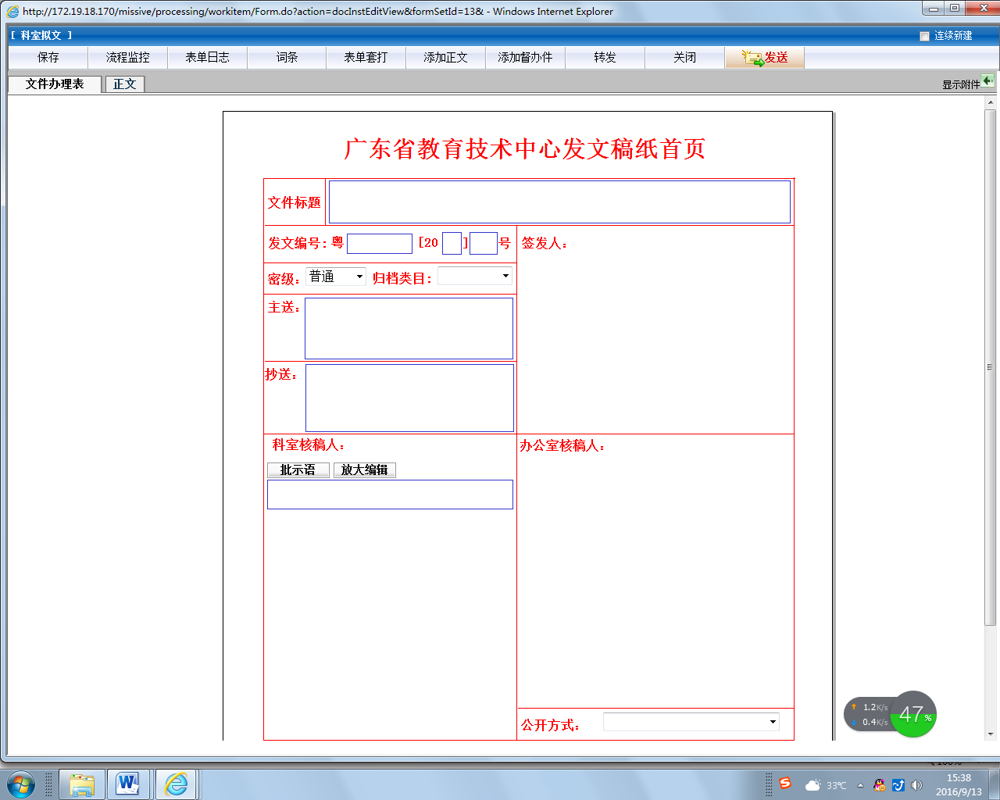 http://172.19.18.170/missive/processing/workitem/Form.do?action=docInstEditView&formSetId=13& - Windows Internet Explorer
[ 科室拟文 ]
连续新建
保存 流程监控 表单日志 词条 表单套打 添加正文 添加督办件 转发 关闭 发送
文件办理表 正文
显示附件
广东省教育技术中心发文稿纸首页
文件标题
发文编号:粤 [20 ] 号 签发人:
密级: 普通 归档类目:
主送:
抄送:
科室核稿人: 办公室核稿人:
批示语 放大编辑
1.2K/s
0.4K/s
47%
公开方式:
100%
33℃
15:38
2016/9/13